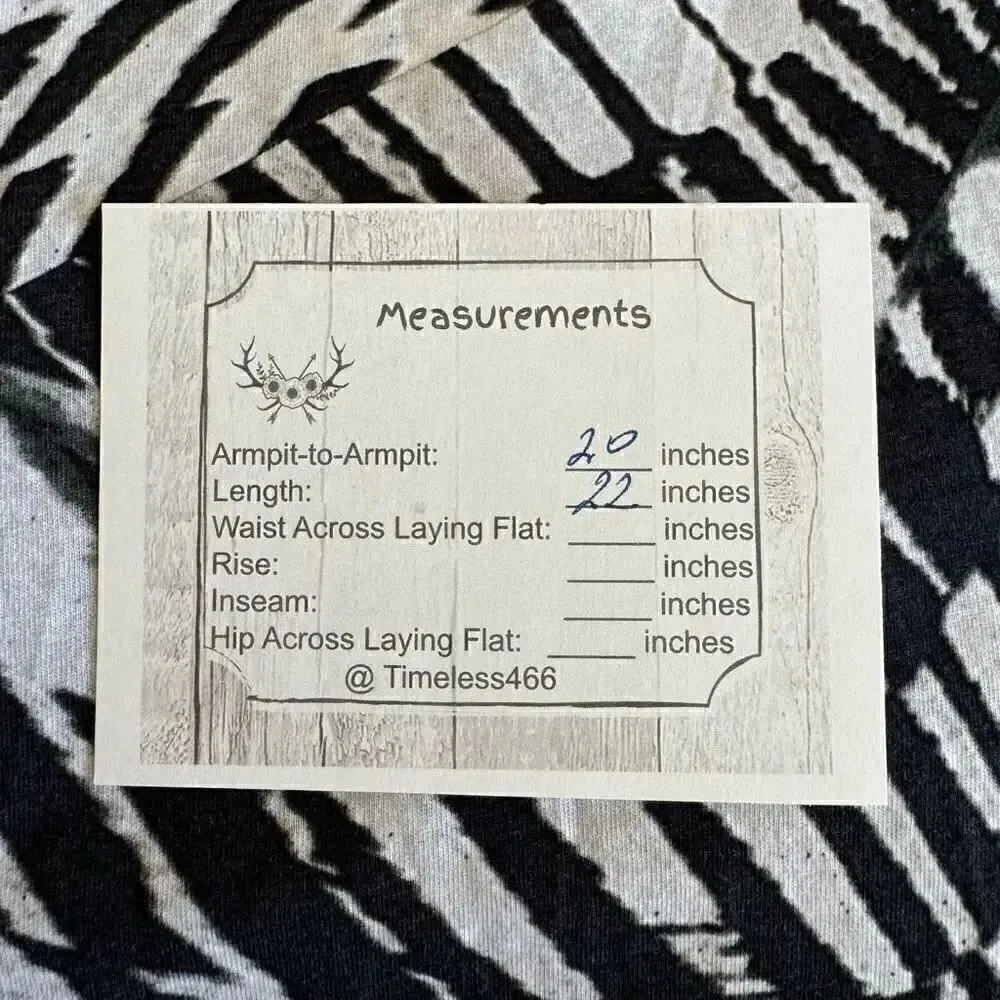 Measurements
Armpit-to-Armpit: 20 inches
Length: 22 inches
Waist Across Laying Flat: ______ inches
Rise: ______ inches
Inseam: ______ inches
Hip Across Laying Flat: ______ inches
@ Timeless466